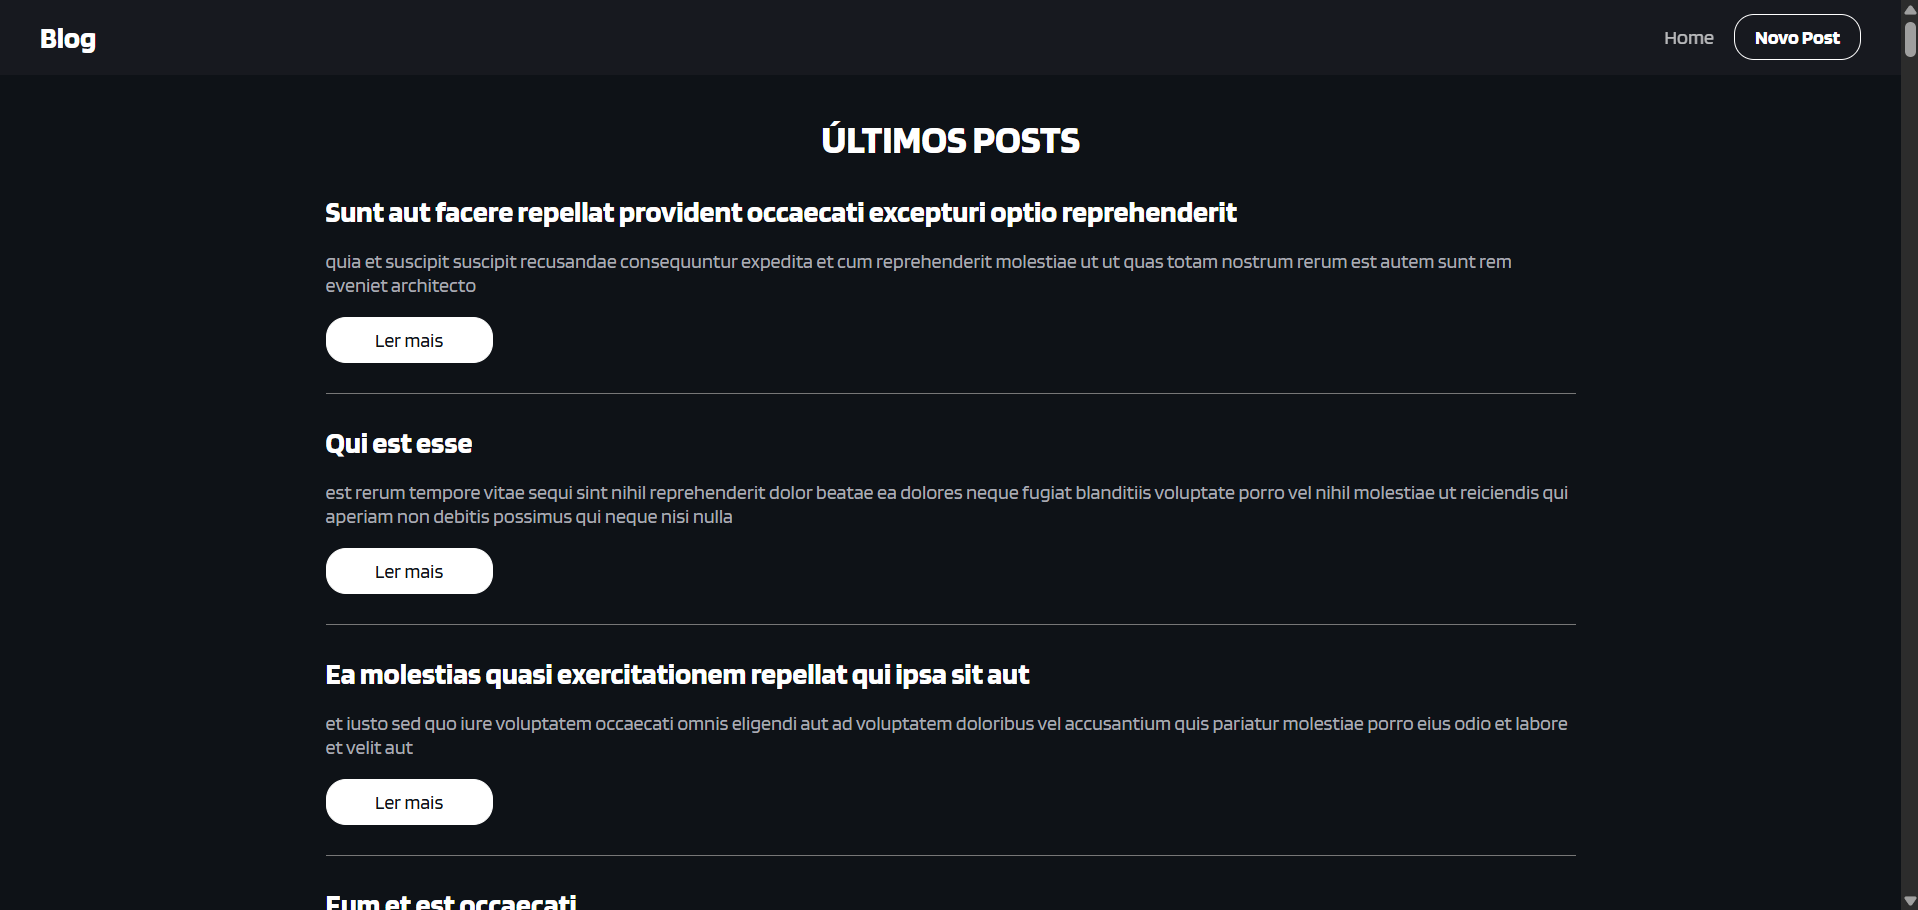 Blog
Home
Novo Post
ÚLTIMOS POSTS
Sunt aut facere repellat provident occaecati excepturi optio reprehenderit
quia et suscipit suscipit recusandae consequuntur expedita et cum reprehenderit molestiae ut ut quas totam nostrum rerum est autem sunt rem
eveniet architecto
Ler mais
Qui est esse
est rerum tempore vitae sequi sint nihil reprehenderit dolor beatae ea dolores neque fugiat blanditiis voluptate porro vel nihil molestiae ut reiciendis qui
aperiam non debitis possimus qui neque nisi nulla
Ler mais
Ea molestias quasi exercitationem repellat qui ipsa sit aut
et iusto sed quo iure voluptatem occaecati omnis eligendi aut ad voluptatem doloribus vel accusantium quis pariatur molestiae porro eius odio et labore
et velit aut
Ler mais
Eum et est occaecati